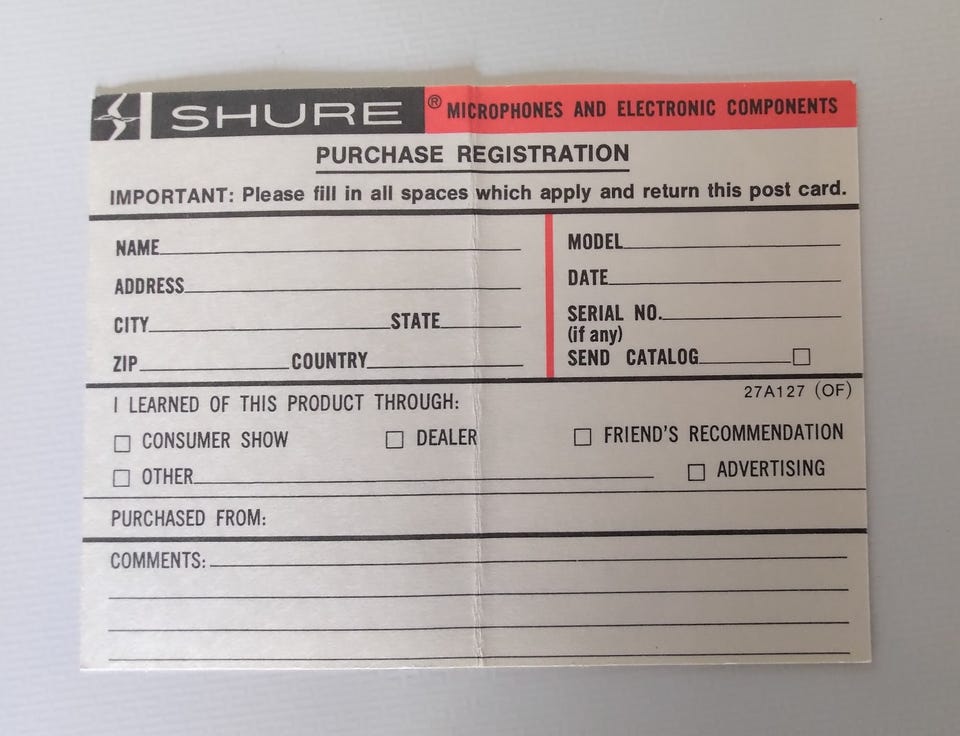 SHURE ® MICROPHONES AND ELECTRONIC COMPONENTS
PURCHASE REGISTRATION
IMPORTANT: Please fill in all spaces which apply and return this post card.
NAME
ADDRESS
CITY STATE
ZIP COUNTRY
MODEL
DATE
SERIAL NO.
(if any)
SEND CATALOG
27A127 (OF)
I LEARNED OF THIS PRODUCT THROUGH:
CONSUMER SHOW DEALER FRIEND'S RECOMMENDATION
OTHER ADVERTISING
PURCHASED FROM:
COMMENTS: